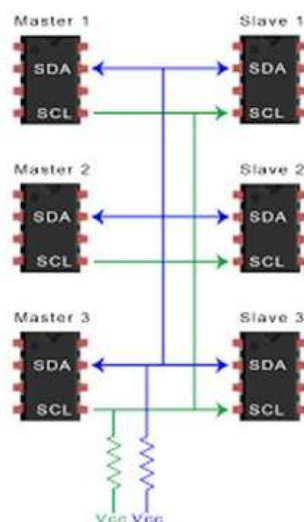 Master 1 Slave 1
SDA SDA
SCL SCL
Master 2 Slave 2
SDA SDA
SCL SCL
Master 3 Slave 3
SDA SDA
SCL SCL
Vcc Vcc